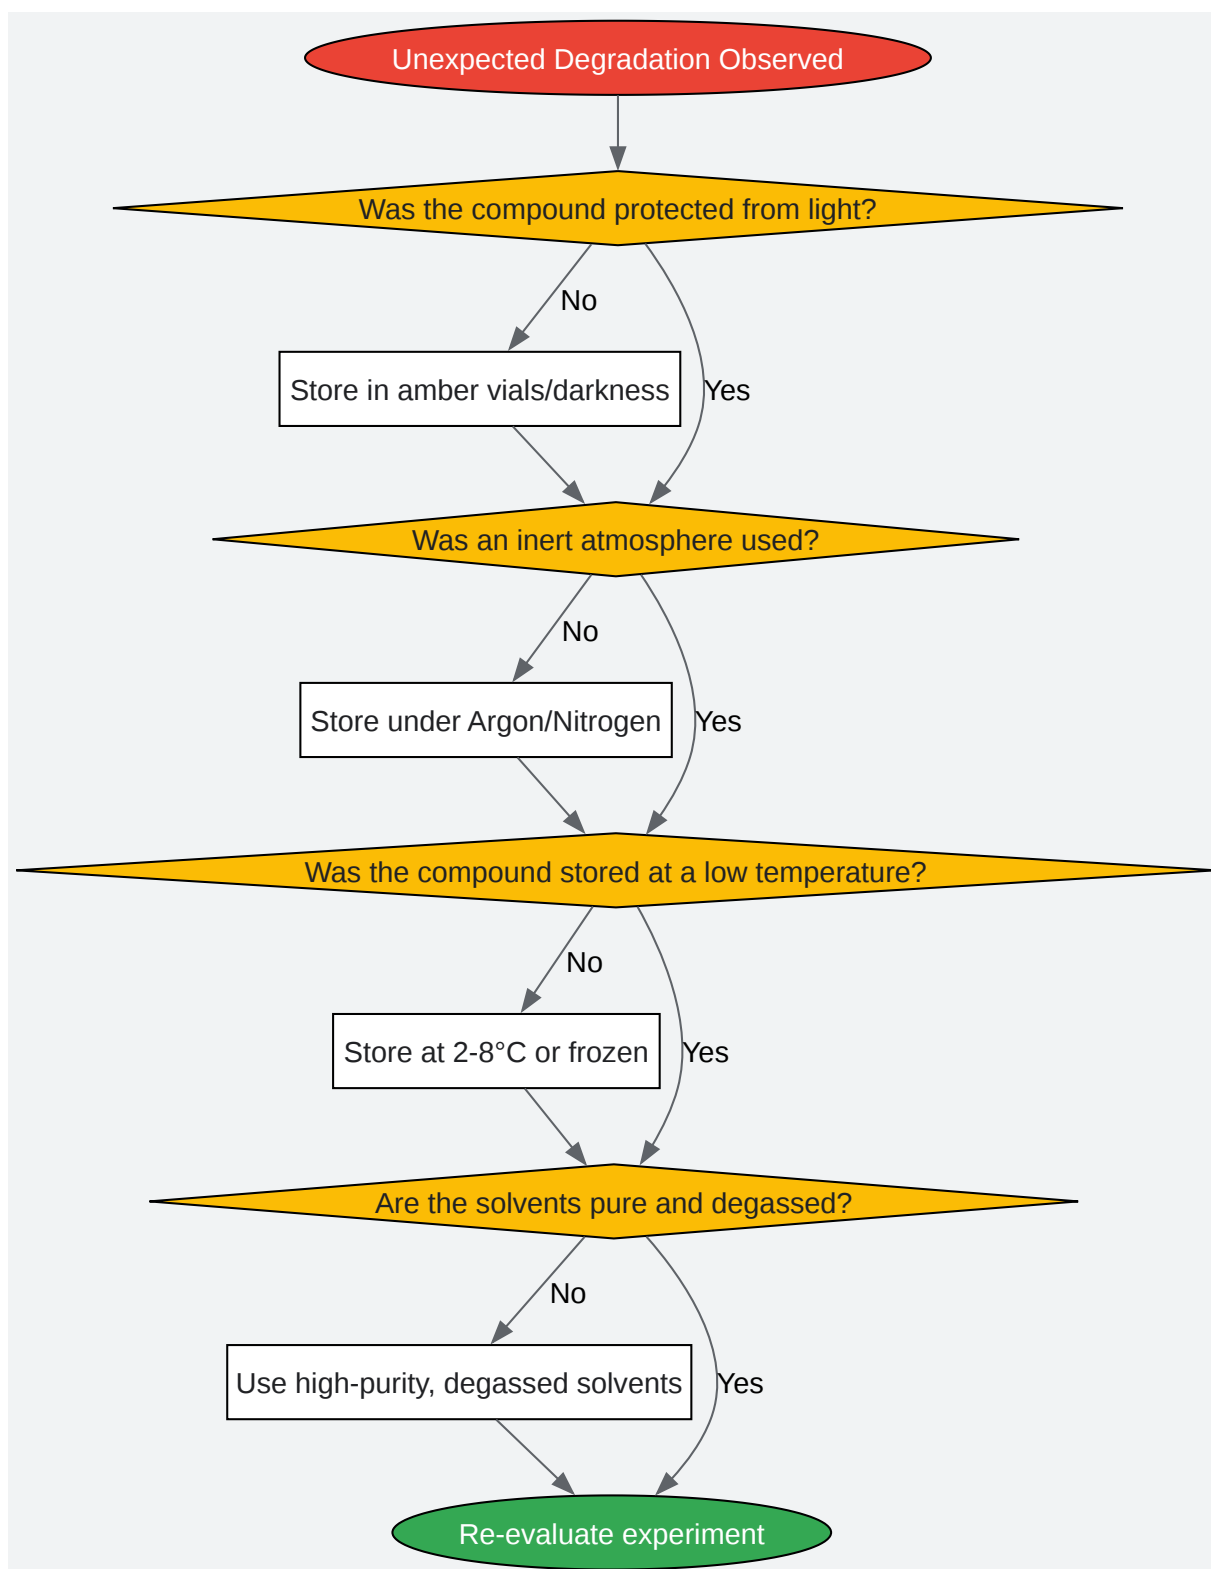 Unexpected Degradation Observed
Was the compound protected from light?
No
Store in amber vials/darkness
Yes
Was an inert atmosphere used?
No
Store under Argon/Nitrogen
Yes
Was the compound stored at a low temperature?
No
Store at 2-8°C or frozen
Yes
Are the solvents pure and degassed?
No
Use high-purity, degassed solvents
Yes
Re-evaluate experiment